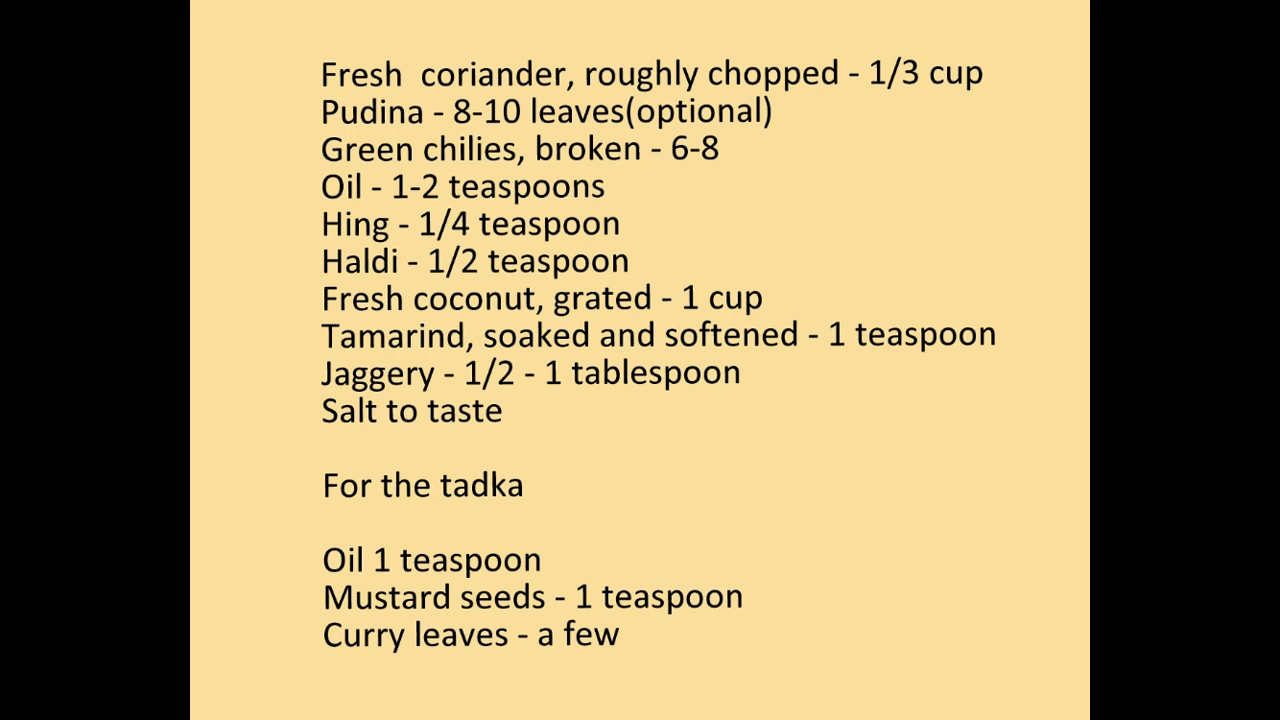 Fresh  coriander, roughly chopped - 1/3 cup
Pudina - 8-10 leaves(optional)
Green chilies, broken - 6-8
Oil - 1-2 teaspoons
Hing - 1/4 teaspoon
Haldi - 1/2 teaspoon
Fresh coconut, grated - 1 cup
Tamarind, soaked and softened - 1 teaspoon
Jaggery - 1/2 - 1 tablespoon
Salt to taste
For the tadka
Oil 1 teaspoon
Mustard seeds - 1 teaspoon
Curry leaves - a few